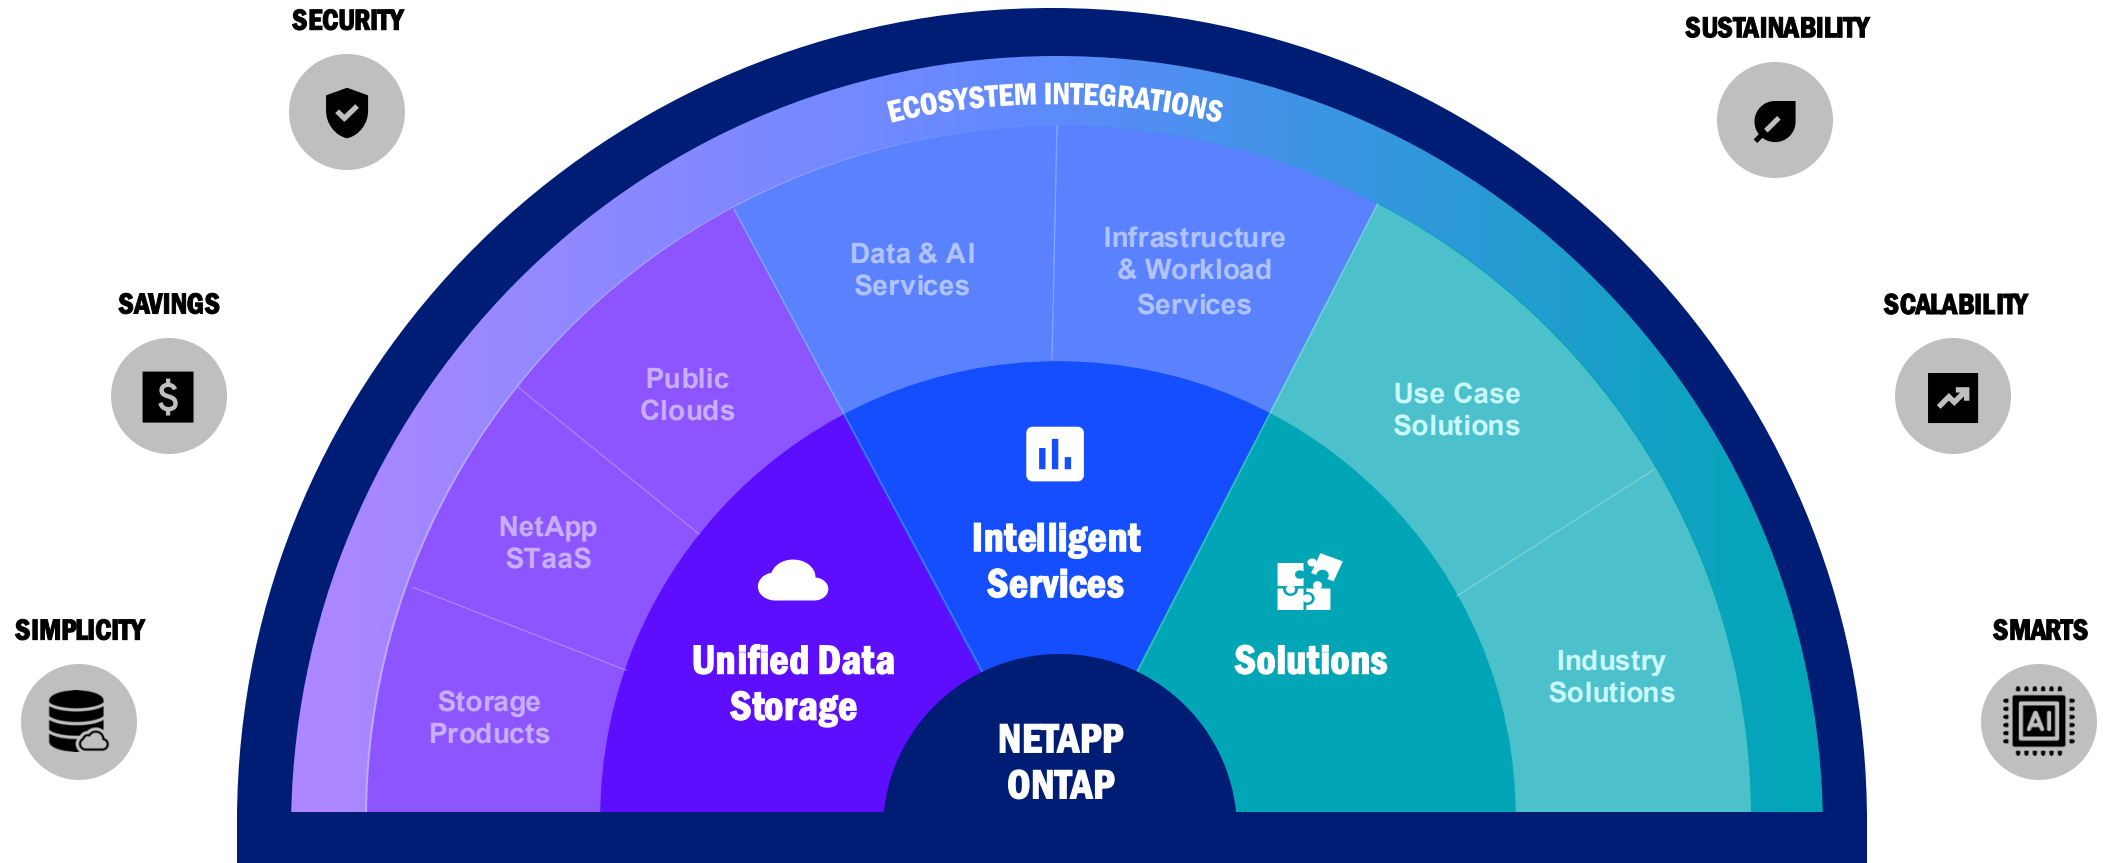 SECURITY
SUSTAINABILITY
ECOSYSTEM INTEGRATIONS
Data & AI
Services
Infrastructure
& Workload
Services
SAVINGS
$
SCALABILITY
Public
Clouds
Use Case
Solutions
NetApp
STaaS
Intelligent
Services
SIMPLICITY
SMARTS
Unified Data
Storage
Solutions
Industry
Solutions
Storage
Products
AI
NETAPP
ONTAP